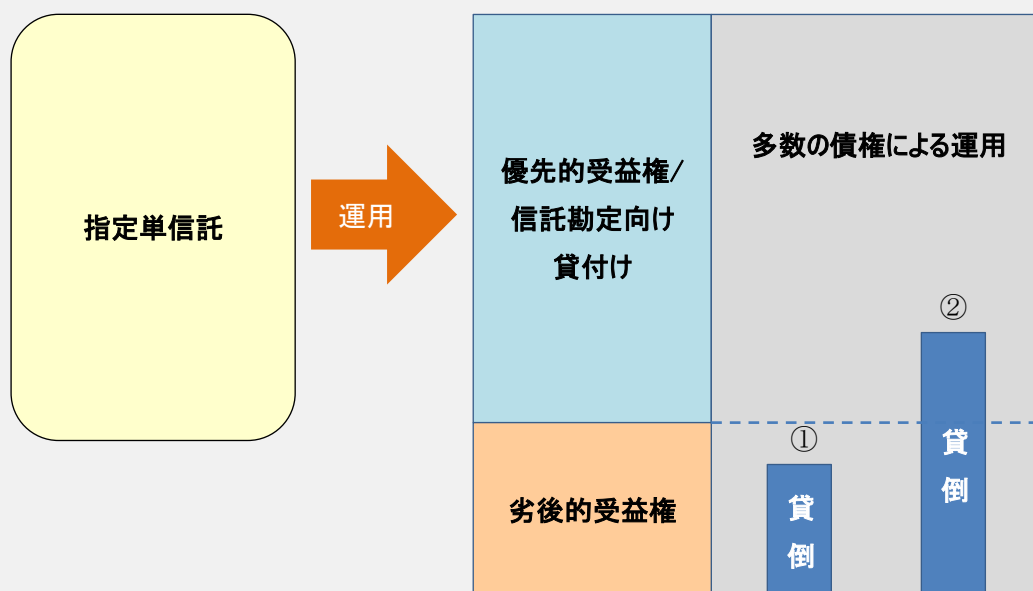 指定単信託
運用
優先的受益権/
信託勘定向け
貸付け
劣後的受益権
多数の債権による運用
①
貸
倒
②
貸
倒